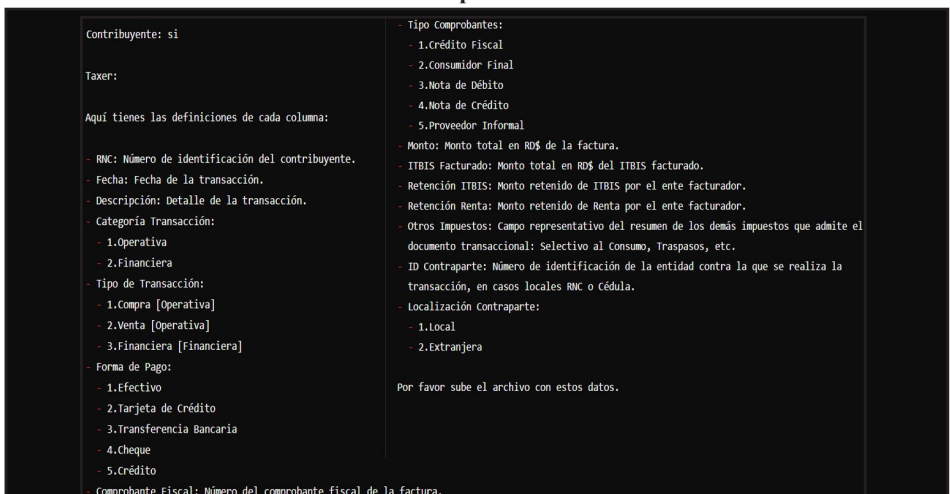 Contribuyente: si
Taxer:
Aquí tienes las definiciones de cada columna:
- RNC: Número de identificación del contribuyente.
- Fecha: Fecha de la transacción.
- Descripción: Detalle de la transacción.
- Categoría Transacción:
- 1.Operativa
- 2.Financiera
- Tipo de Transacción:
- 1.Compra [Operativa]
- 2.Venta [Operativa]
- 3.Financiera [Financiera]
- Forma de Pago:
- 1.Efectivo
- 2.Tarjeta de Crédito
- 3.Transferencia Bancaria
- 4.Cheque
- 5.Crédito
- Comprobante Fiscal: Número del comprobante fiscal de la factura.
- Tipo Comprobantes:
- 1.Crédito Fiscal
- 2.Consumidor Final
- 3.Nota de Débito
- 4.Nota de Crédito
- 5.Proveedor Informal
- Monto: Monto total en RD$ de la factura.
- ITBIS Facturado: Monto total en RD$ del ITBIS facturado.
- Retención ITBIS: Monto retenido de ITBIS por el ente facturador.
- Retención Renta: Monto retenido de Renta por el ente facturador.
- Otros Impuestos: Campo representativo del resumen de los demás impuestos que admite el
documento transaccional: Selectivo al Consumo, Traspasos, etc.
- ID Contraparte: Número de identificación de la entidad contra la que se realiza la
transacción, en casos locales RNC o Cédula.
- Localización Contraparte:
- 1.Local
- 2.Extranjera
Por favor sube el archivo con estos datos.